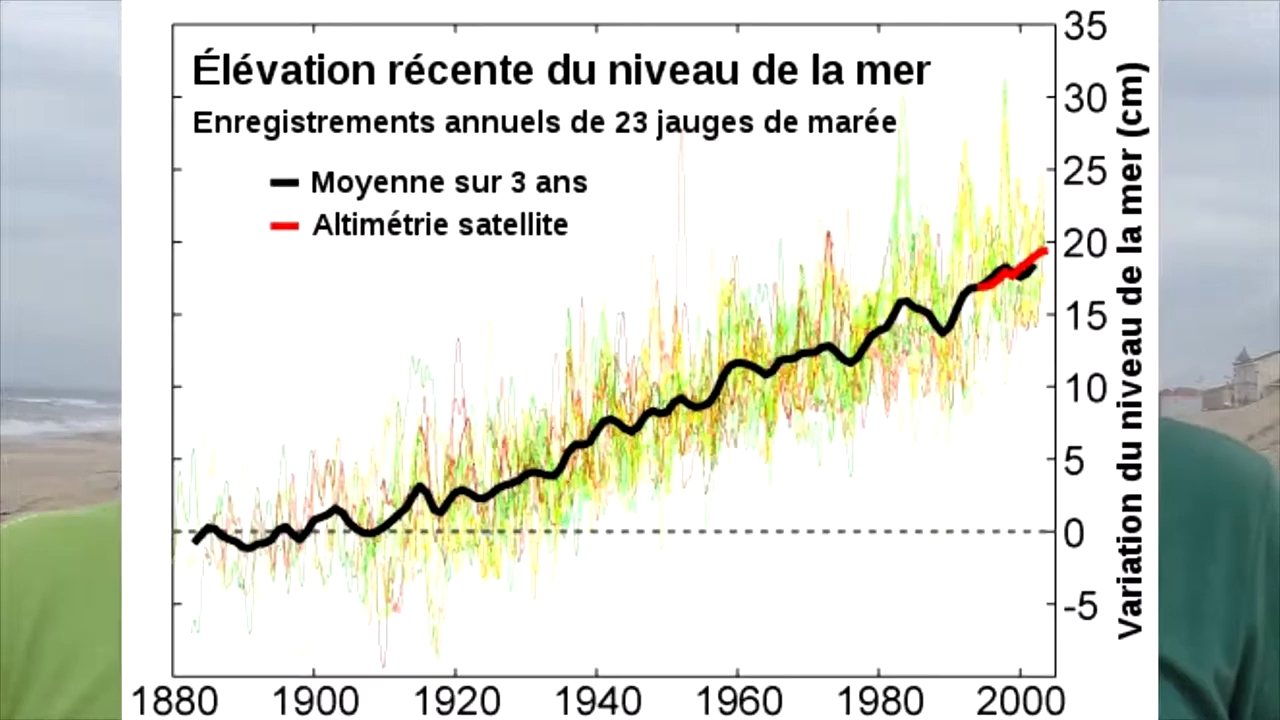 Élévation récente du niveau de la mer
Enregistrements annuels de 23 jauges de marée
Moyenne sur 3 ans
Altimétrie satellite
35
30
25
20
15
10
5
0
-5
Variation du niveau de la mer (cm)
1880 1900 1920 1940 1960 1980 2000